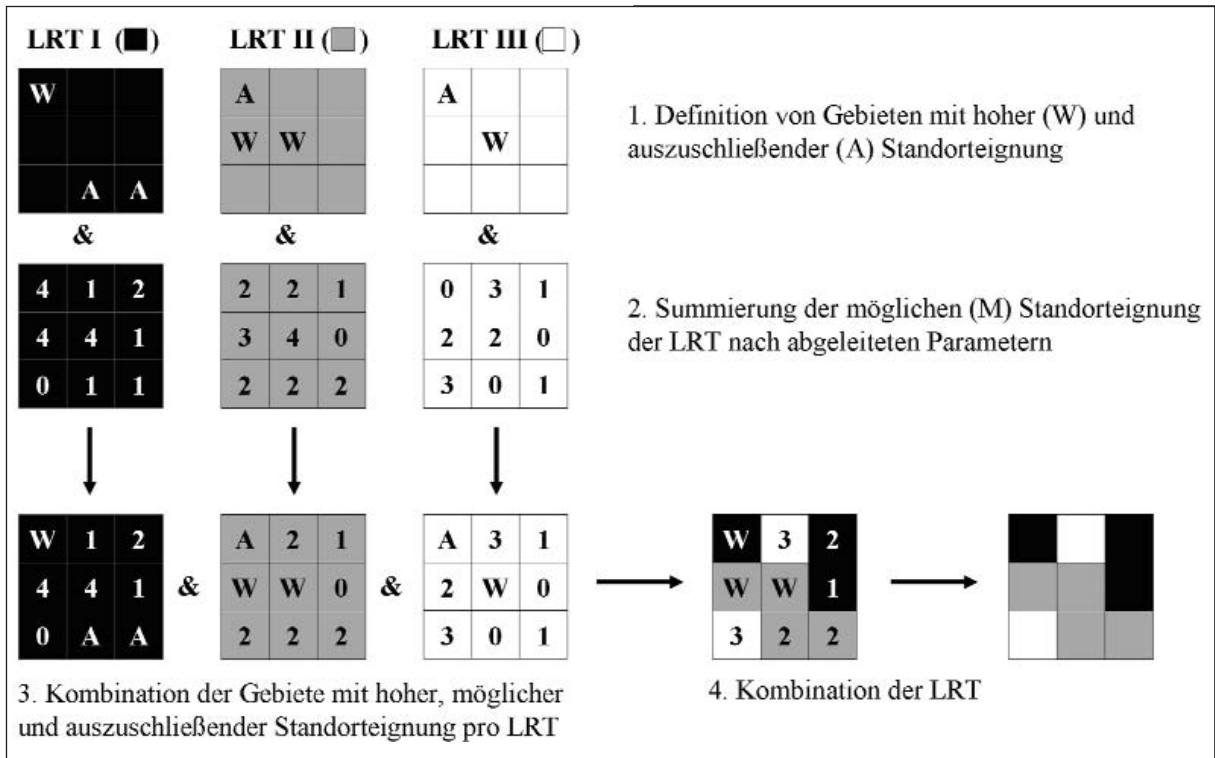 LRT I (■) LRT II (■) LRT III (□)
W A A
W W W
A A
1. Definition von Gebieten mit hoher (W) und
auszuschließender (A) Standorteignung
& & &
4 1 2 2 2 1 0 3 1
4 4 1 3 4 0 2 2 0
0 1 1 2 2 2 3 0 1
2. Summierung der möglichen (M) Standorteignung
der LRT nach abgeleiteten Parametern
W 1 2 A 2 1 A 3 1 W 3 2
4 4 1 & W W 0 & 2 W 0 W W 1
0 A A 2 2 2 3 0 1 3 2 2
3. Kombination der Gebiete mit hoher, möglicher
und auszuschließender Standorteignung pro LRT
4. Kombination der LRT